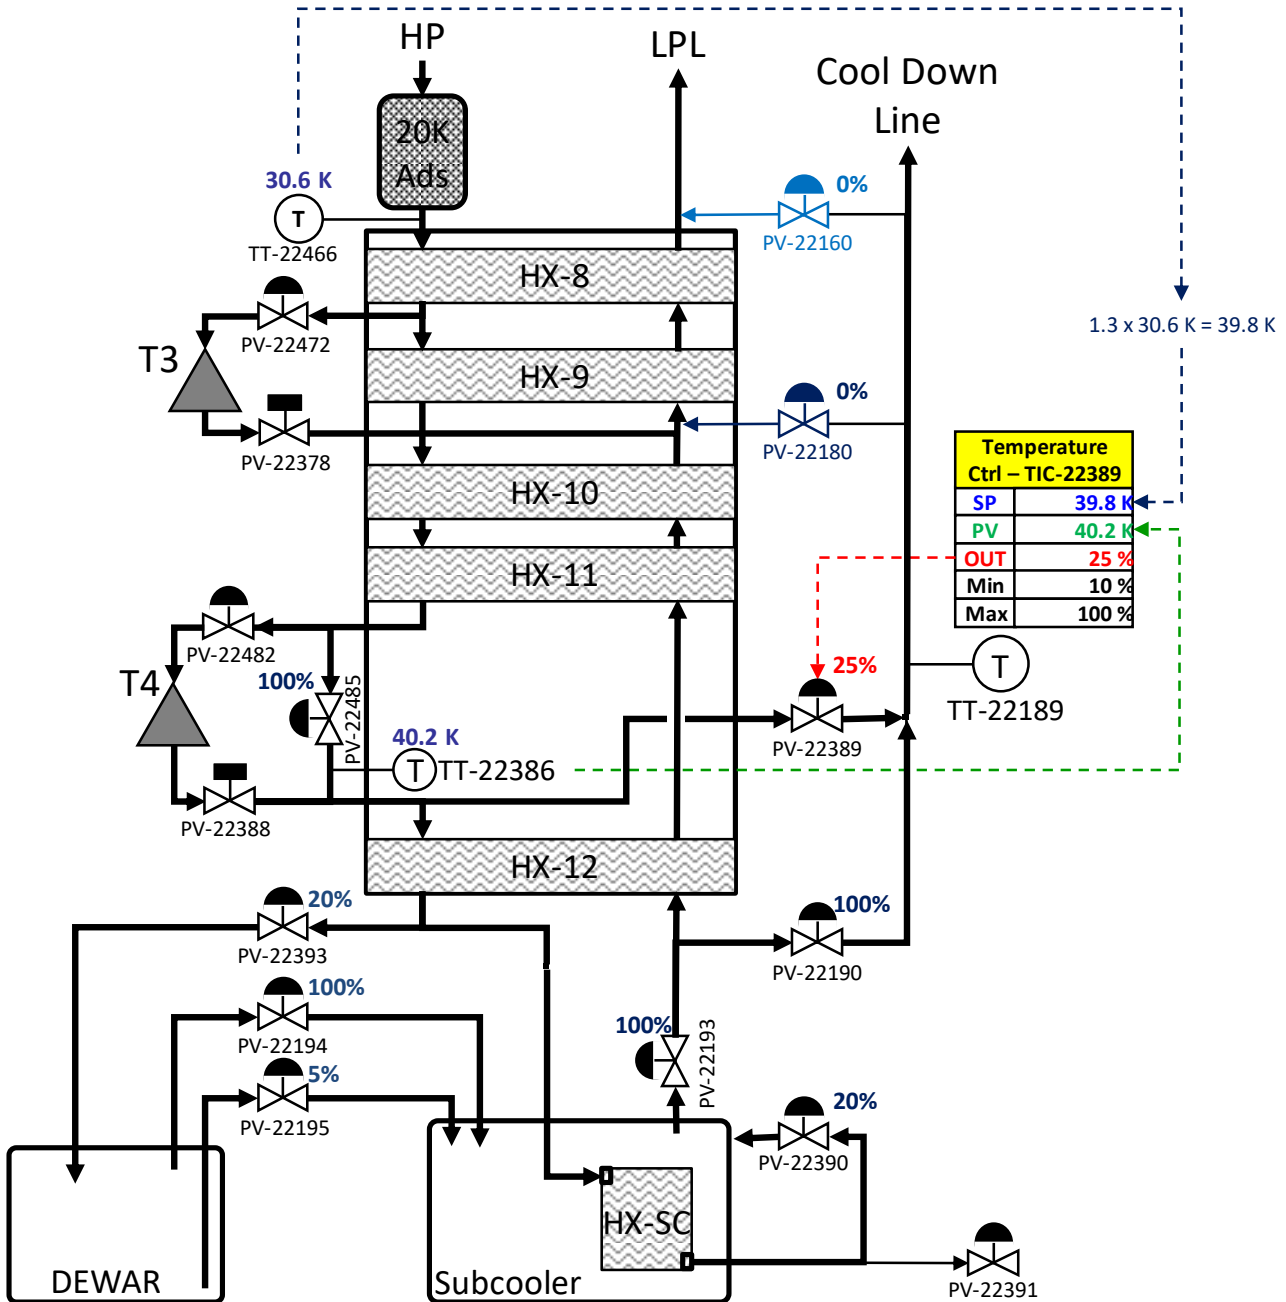 HP
LPL
Cool Down
Line
20K
Ads
30.6 K
T
TT-22466
0%
PV-22160
HX-8
PV-22472
1.3 x 30.6 K = 39.8 K
T3
HX-9
0%
PV-22378
PV-22180
Temperature
Ctrl – TIC-22389
SP 39.8 K
PV 40.2 K
OUT 25 %
Min 10 %
Max 100 %
HX-10
HX-11
PV-22482
T4
100%
PV-22485
25%
PV-22389
T
TT-22189
40.2 K
T TT-22386
PV-22388
HX-12
20%
PV-22393
100%
PV-22190
100%
PV-22194
100%
PV-22193
5%
PV-22195
20%
PV-22390
HX-SC
DEWAR
Subcooler
PV-22391